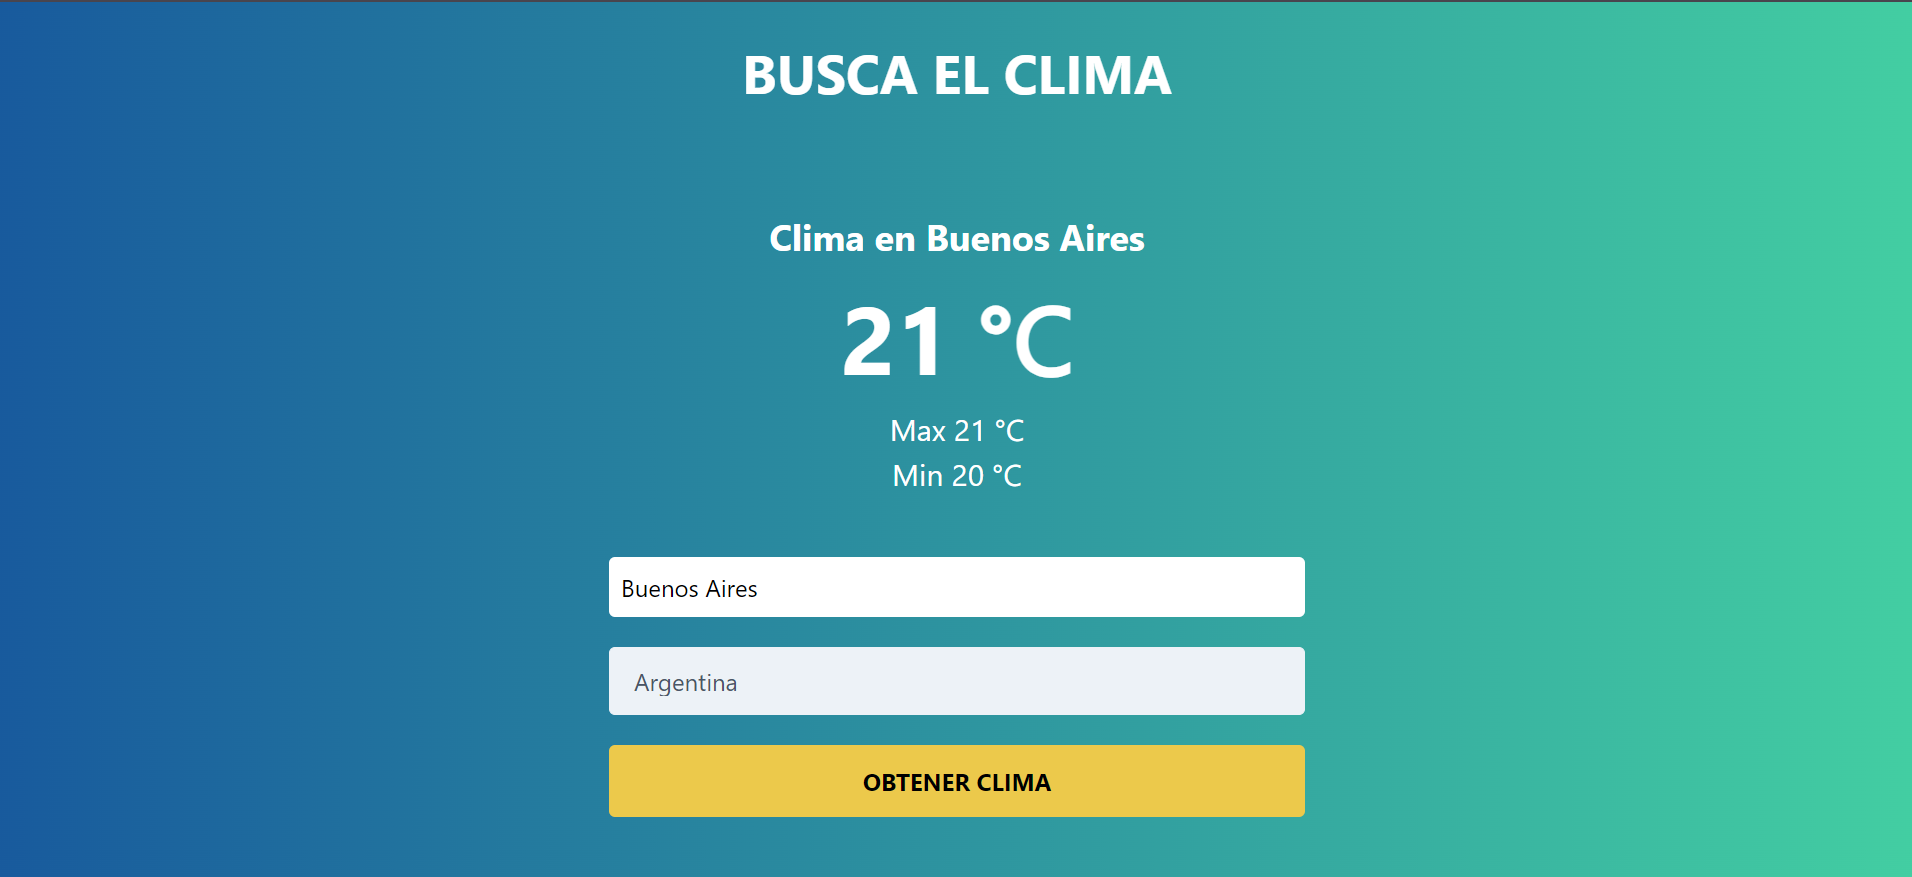 BUSCA EL CLIMA
Clima en Buenos Aires
21 °C
Max 21 °C
Min 20 °C
Buenos Aires
Argentina
OBTENER CLIMA